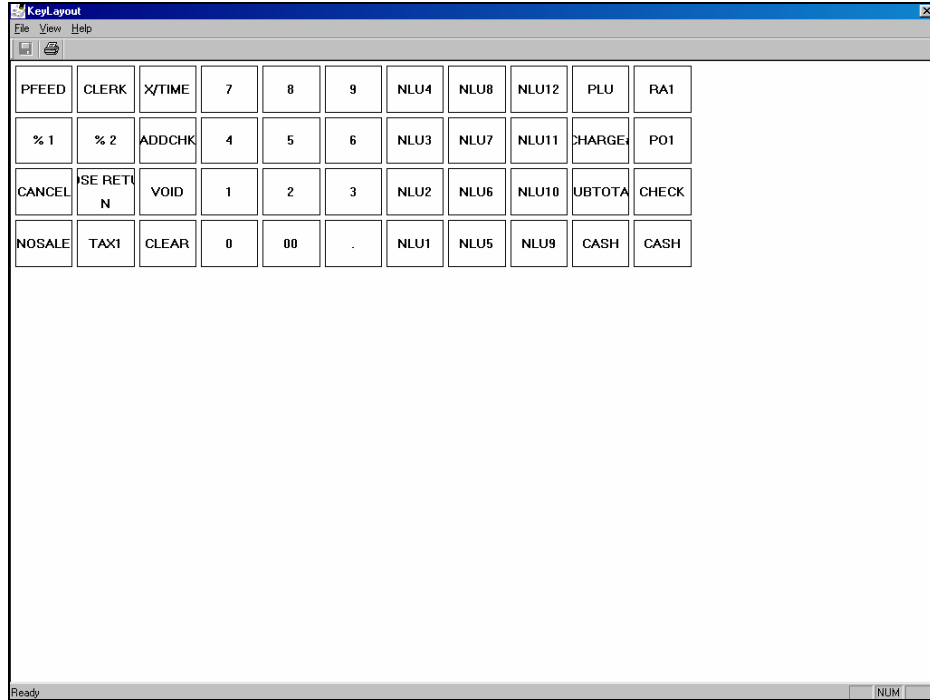 KeyLayout
File View Help
PFEED CLERK X/TIME 7 8 9 NLU4 NLU8 NLU12 PLU RA1
% 1 % 2 ADDCHK 4 5 6 NLU3 NLU7 NLU11 CHARGE PO1
CANCEL SE RETU VOID 1 2 3 NLU2 NLU6 NLU10 UBTOTA CHECK
N
NOSALE TAX1 CLEAR 0 00 . NLU1 NLU5 NLU9 CASH CASH
Ready NUM